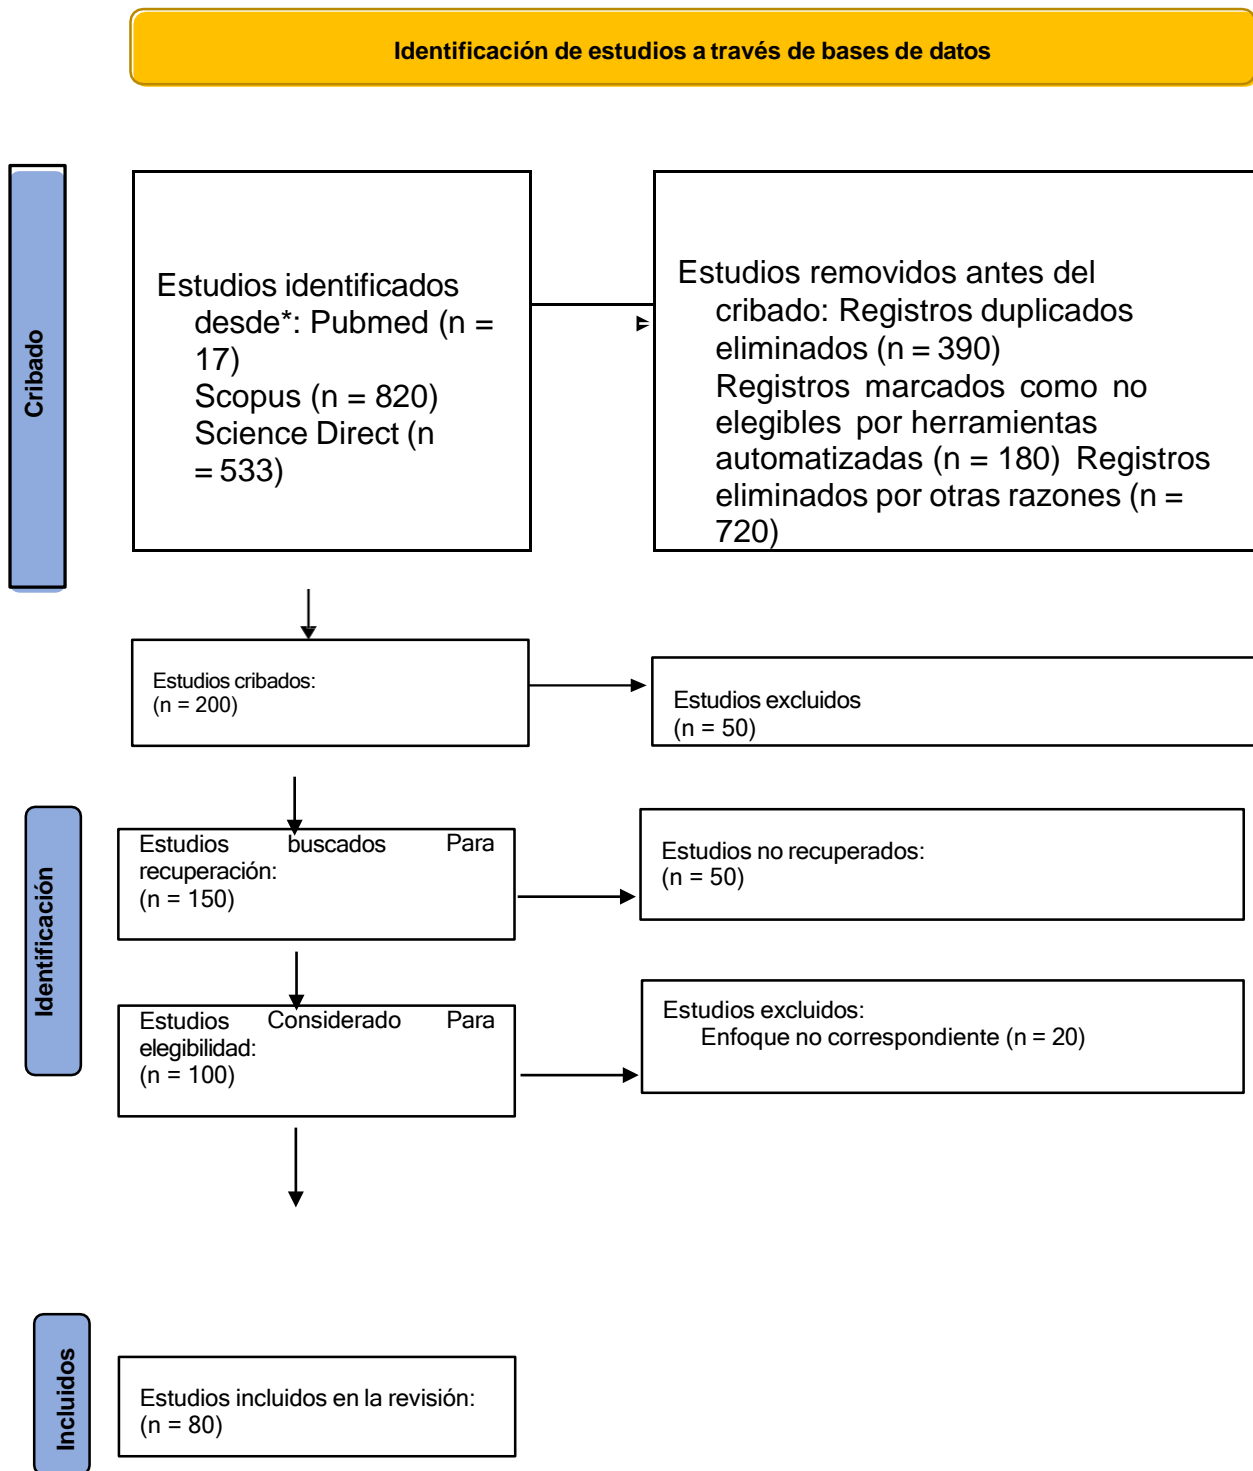 Identificación de estudios a través de bases de datos
Cribado
Estudios identificados
desde*: Pubmed (n =
17)
Scopus (n = 820)
Science Direct (n
= 533)
Estudios removidos antes del
cribado: Registros duplicados
eliminados (n = 390)
Registros marcados como no
elegibles por herramientas
automatizadas (n = 180) Registros
eliminados por otras razones (n =
720)
Estudios cribados:
(n = 200)
Estudios excluidos
(n = 50)
Identificación
Estudios buscados Para
recuperación:
(n = 150)
Estudios no recuperados:
(n = 50)
Estudios Considerado Para
elegibilidad:
(n = 100)
Estudios excluidos:
Enfoque no correspondiente (n = 20)
Incluidos
Estudios incluidos en la revisión:
(n = 80)